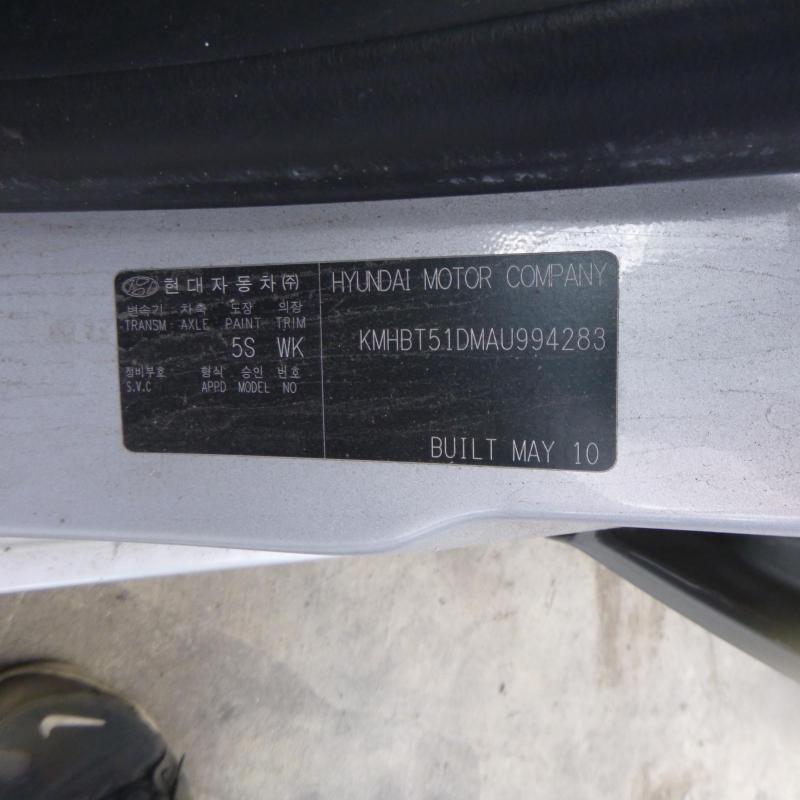 현대자동차㈜
변속기 차축 도장 의장
TRANSM AXLE PAINT TRIM
5S WK
정비부호 형식 승인 번호
S.V.C APPD MODEL NO
HYUNDAI MOTOR COMPANY
KMHBT51DMAU994283
BUILT MAY 10